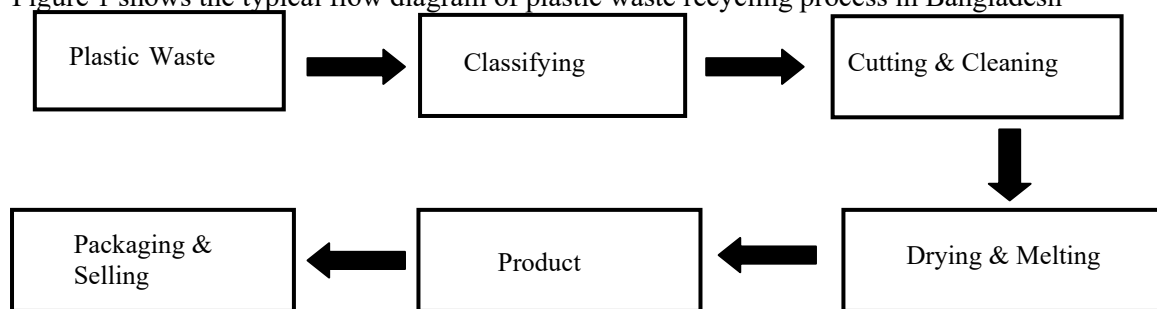 Figure 1 shows the typical flow diagram of plastic waste recycling process in Bangladesh
Plastic Waste
Classifying
Cutting & Cleaning
Drying & Melting
Product
Packaging &
Selling